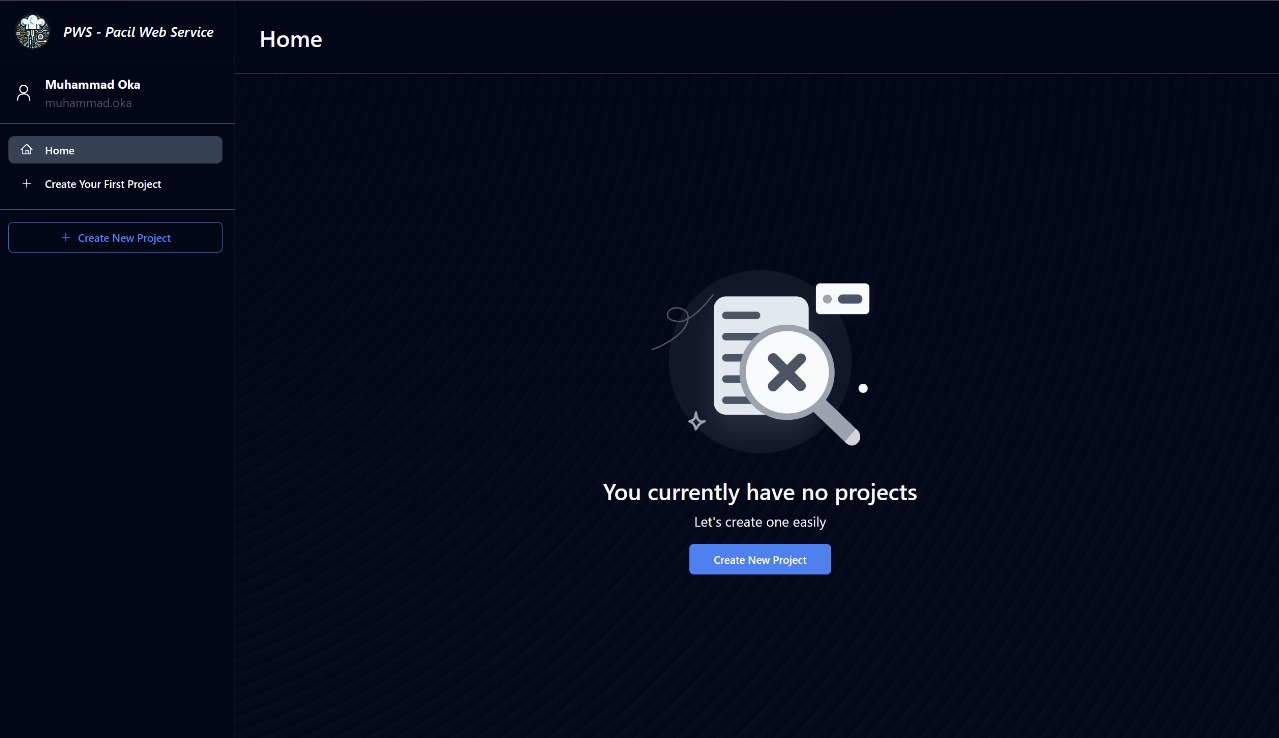 PWS - Pacil Web Service
Muhammad Oka
muhammad.oka
Home
Create Your First Project
Create New Project
Home
You currently have no projects
Let's create one easily
Create New Project